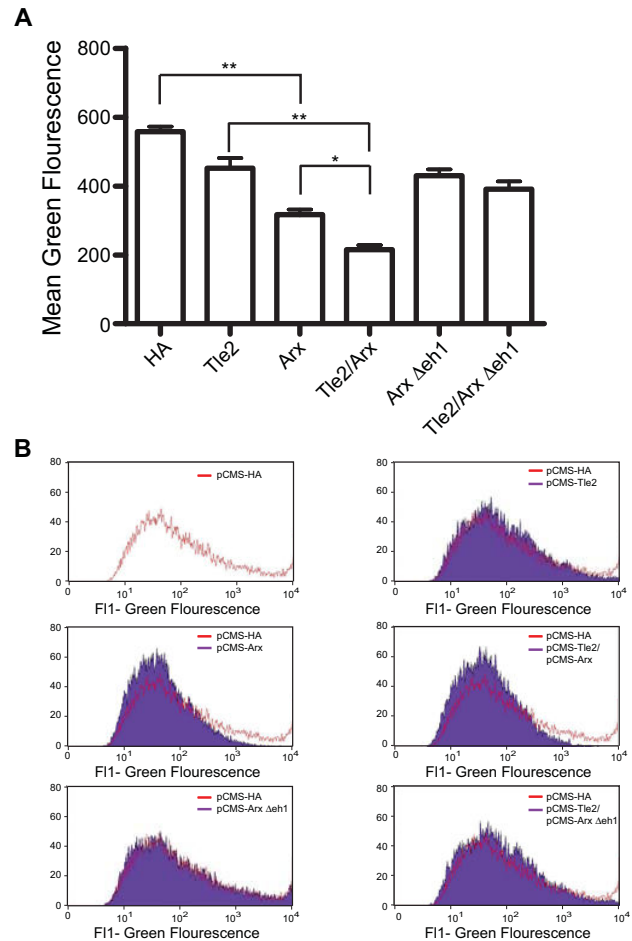 A
Mean Green Flourescence
800
600
400
200
0
**
**
*
HA
Tle2
Arx
Tle2/Arx
Arx Δeh1
Tle2/Arx Δeh1
B
80
60
40
20
0
pCMS-HA
0 10¹ 10² 10³ 10⁴
Fl1- Green Flourescence
80
60
40
20
0
pCMS-HA
pCMS-Tle2
0 10¹ 10² 10³ 10⁴
Fl1- Green Flourescence
80
60
40
20
0
pCMS-HA
pCMS-Arx
0 10¹ 10² 10³ 10⁴
Fl1- Green Flourescence
80
60
40
20
0
pCMS-HA
pCMS-Tle2/
pCMS-Arx
0 10¹ 10² 10³ 10⁴
Fl1- Green Flourescence
80
60
40
20
0
pCMS-HA
pCMS-Arx Δeh1
0 10¹ 10² 10³ 10⁴
Fl1- Green Flourescence
80
60
40
20
0
pCMS-HA
pCMS-Tle2/
pCMS-Arx Δeh1
0 10¹ 10² 10³ 10⁴
Fl1- Green Flourescence